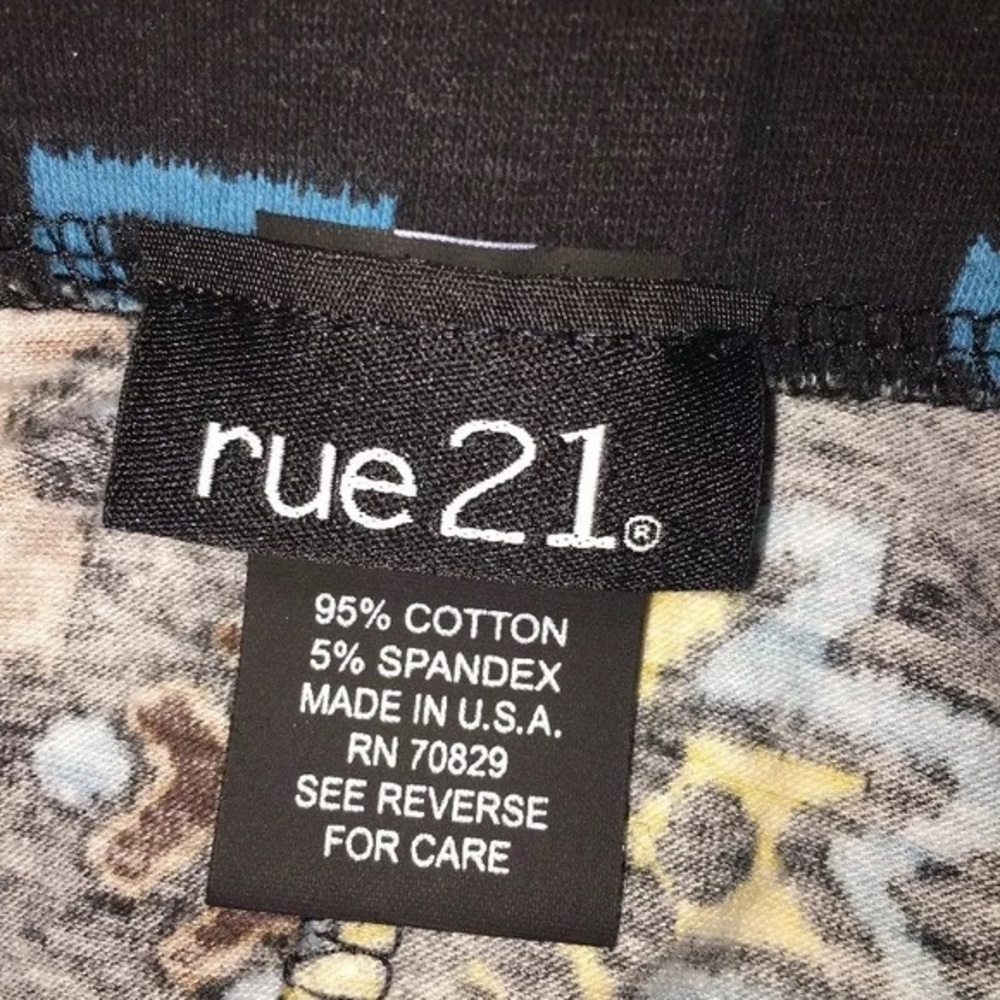 rue21®
95% COTTON
5% SPANDEX
MADE IN U.S.A.
RN 70829
SEE REVERSE
FOR CARE